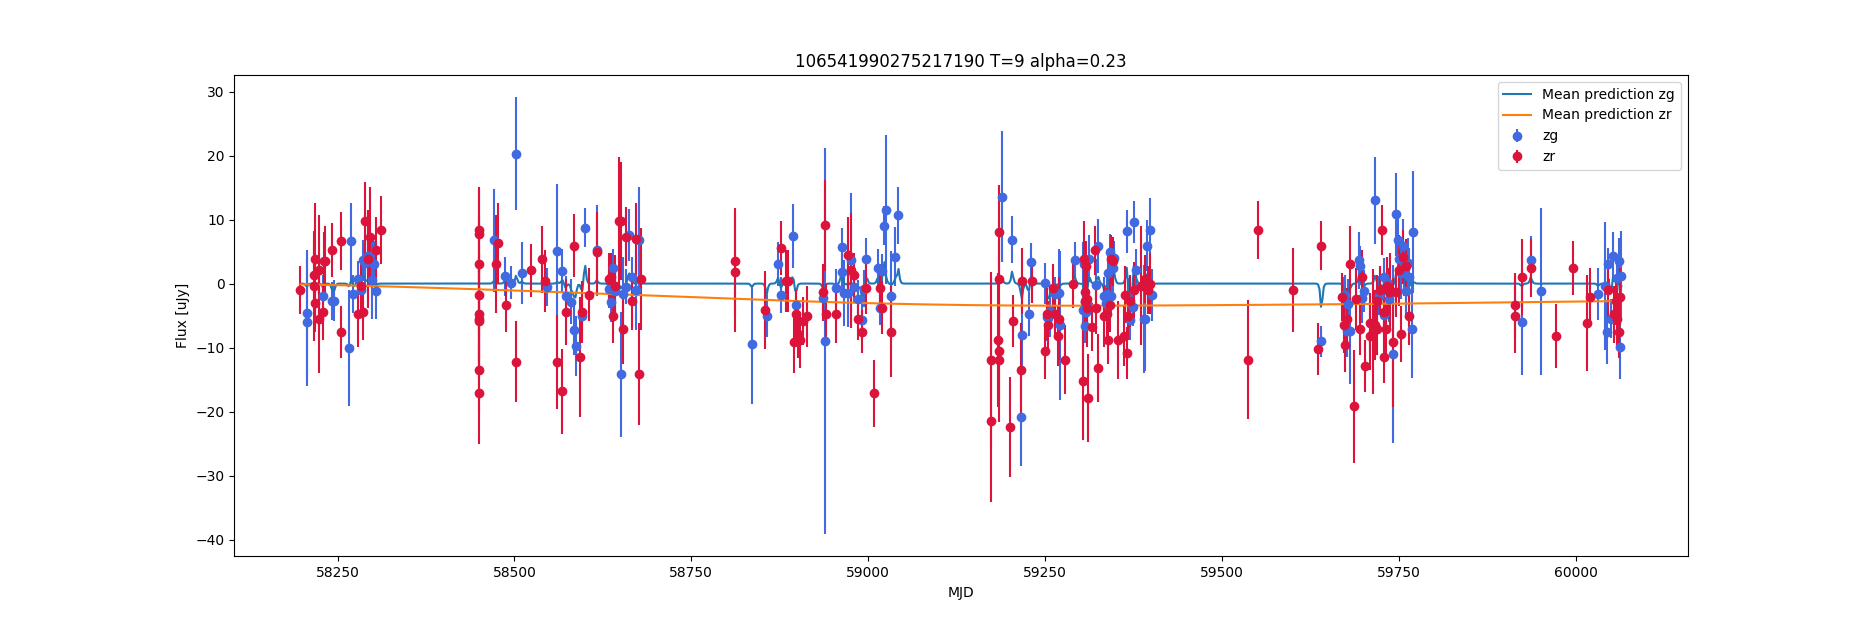 106541990275217190 T=9 alpha=0.23
Mean prediction zg
Mean prediction zr
zg
zr
30
20
10
0
−10
−20
−30
−40
Flux [uJy]
58250
58500
58750
59000
59250
59500
59750
60000
MJD